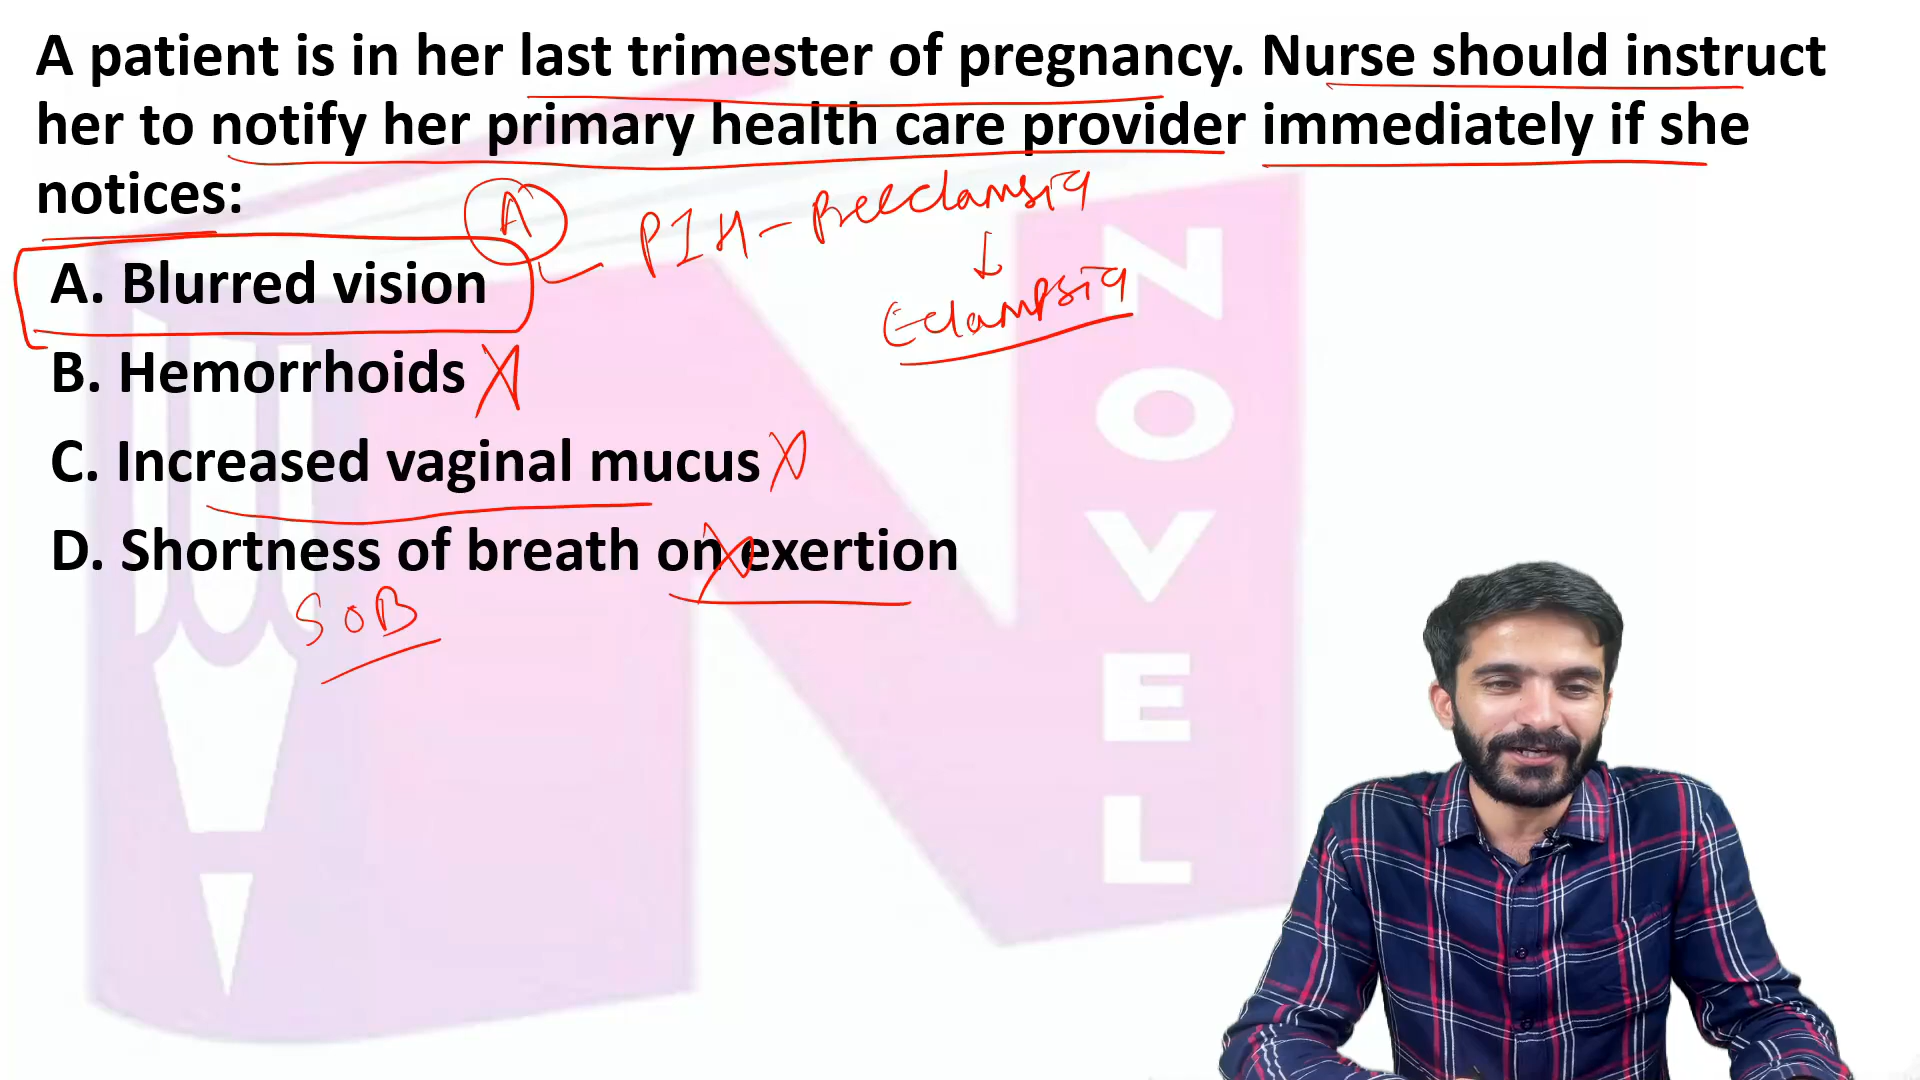 A patient is in her last trimester of pregnancy. Nurse should instruct
her to notify her primary health care provider immediately if she
notices:
A
PIH - Preeclamsia
↓
Eclampsia
A. Blurred vision
B. Hemorrhoids X
C. Increased vaginal mucus X
D. Shortness of breath on exertion
SOB
NOVEL